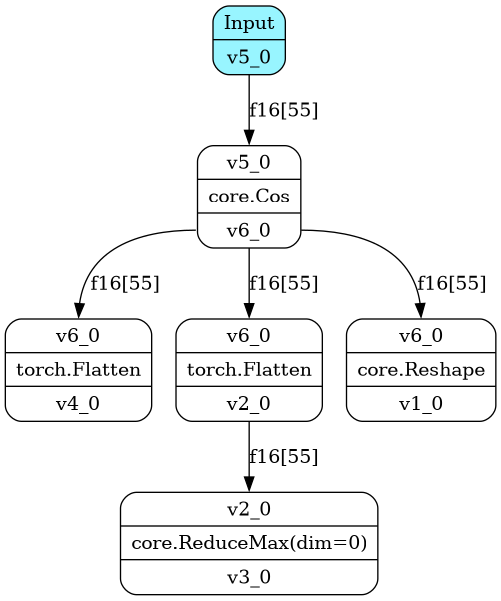 Input
v5_0
f16[55]
v5_0
core.Cos
v6_0
f16[55]
f16[55]
f16[55]
v6_0
torch.Flatten
v4_0
v6_0
torch.Flatten
v2_0
v6_0
core.Reshape
v1_0
f16[55]
v2_0
core.ReduceMax(dim=0)
v3_0